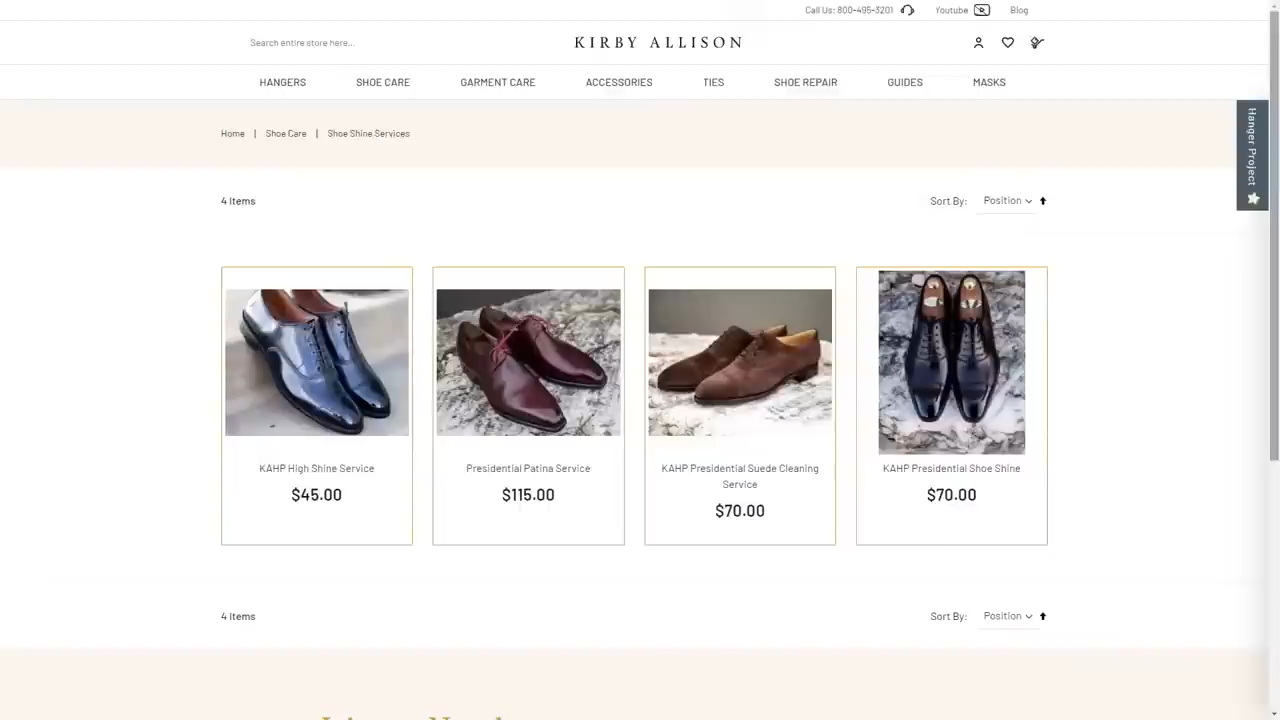 Call Us: 800-495-3201 Youtube Blog
Search entire store here...
KIRBY ALLISON
HANGERS SHOE CARE GARMENT CARE ACCESSORIES TIES SHOE REPAIR GUIDES MASKS
Hanger Project
Home | Shoe Care | Shoe Shine Services
4 Items
Sort By: Position
KAHP High Shine Service
$45.00
Presidential Patina Service
$115.00
KAHP Presidential Suede Cleaning
Service
$70.00
KAHP Presidential Shoe Shine
$70.00
4 Items
Sort By: Position